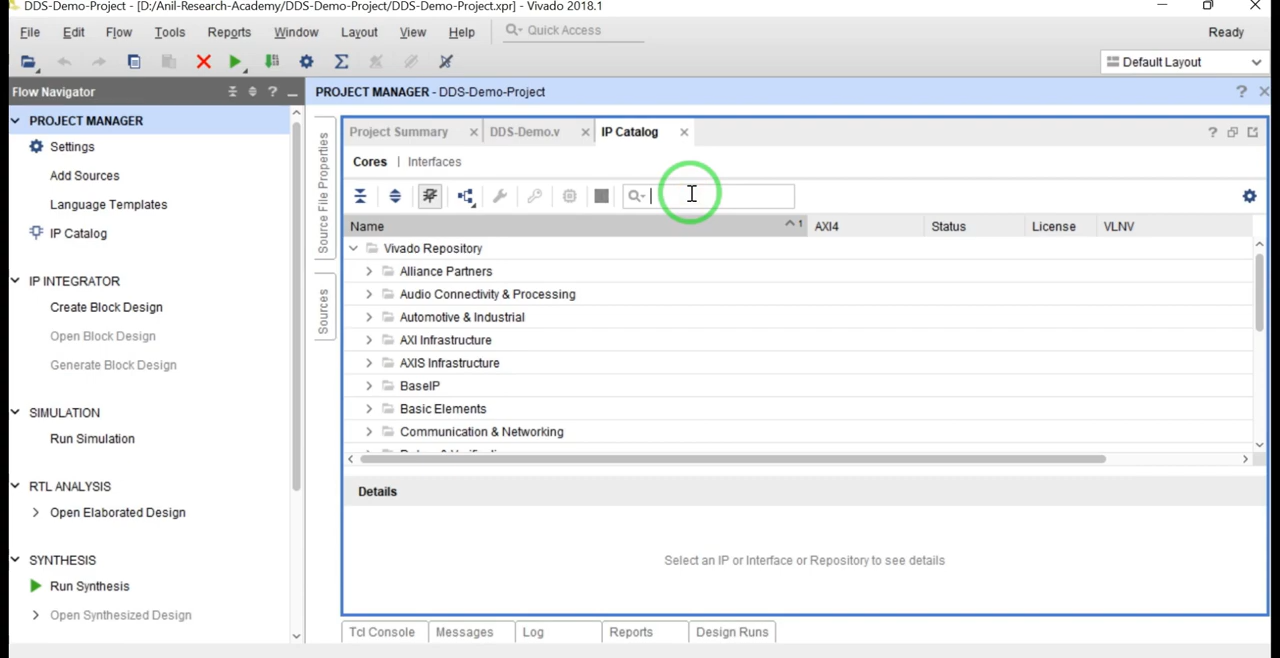 DDS-Demo-Project - [D:/Anil-Research-Academy/DDS-Demo-Project/DDS-Demo-Project.xpr] - Vivado 2018.1
File Edit Flow Tools Reports Window Layout View Help Quick Access Ready
Default Layout
Flow Navigator
PROJECT MANAGER
Settings
Add Sources
Language Templates
IP Catalog
IP INTEGRATOR
Create Block Design
Open Block Design
Generate Block Design
SIMULATION
Run Simulation
RTL ANALYSIS
Open Elaborated Design
SYNTHESIS
Run Synthesis
Open Synthesized Design
PROJECT MANAGER - DDS-Demo-Project
Source File Properties
Sources
Project Summary DDS-Demo.v IP Catalog
Cores | Interfaces
Name 1 AXI4 Status License VLNV
Vivado Repository
Alliance Partners
Audio Connectivity & Processing
Automotive & Industrial
AXI Infrastructure
AXIS Infrastructure
BaseIP
Basic Elements
Communication & Networking
Details
Select an IP or Interface or Repository to see details
Tcl Console Messages Log Reports Design Runs